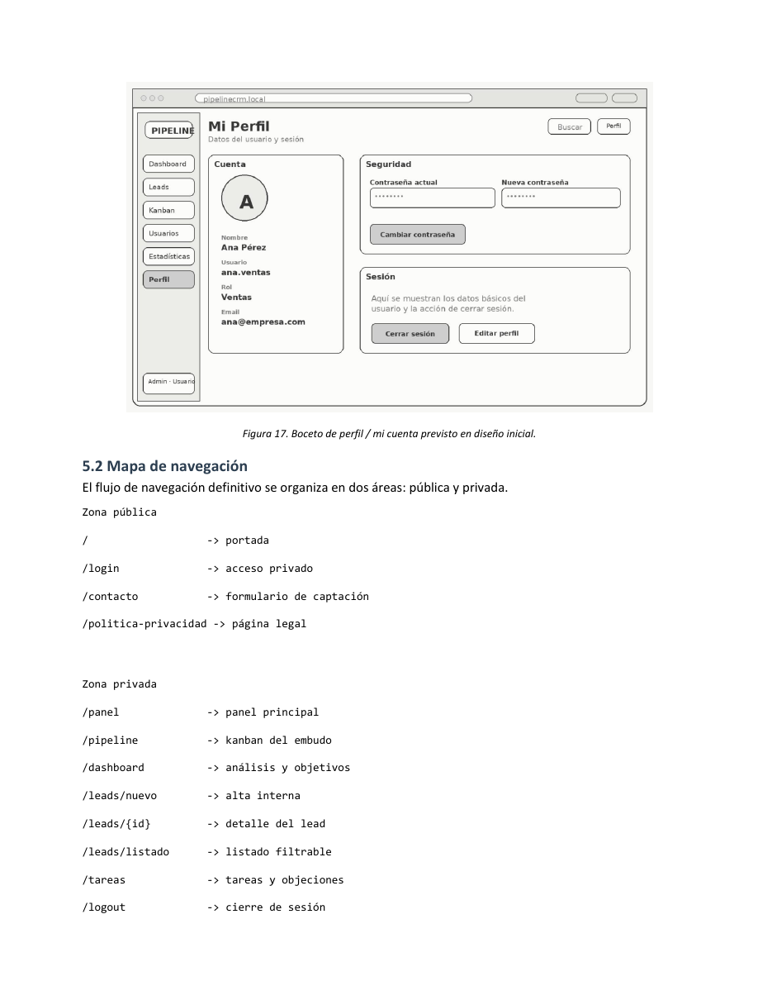 pipelinecrm.local
PIPELINE
Dashboard
Leads
Kanban
Usuarios
Estadísticas
Perfil
Admin · Usuario
Mi Perfil
Datos del usuario y sesión
Buscar
Perfil
Cuenta
A
Nombre
Ana Pérez
Usuario
ana.ventas
Rol
Ventas
Email
ana@empresa.com
Seguridad
Contraseña actual
Nueva contraseña
********
********
Cambiar contraseña
Sesión
Aquí se muestran los datos básicos del
usuario y la acción de cerrar sesión.
Cerrar sesión
Editar perfil
Figura 17. Boceto de perfil / mi cuenta previsto en diseño inicial.
5.2 Mapa de navegación
El flujo de navegación definitivo se organiza en dos áreas: pública y privada.
Zona pública
/ -> portada
/login -> acceso privado
/contacto -> formulario de captación
/politica-privacidad -> página legal
Zona privada
/panel -> panel principal
/pipeline -> kanban del embudo
/dashboard -> análisis y objetivos
/leads/nuevo -> alta interna
/leads/{id} -> detalle del lead
/leads/listado -> listado filtrable
/tareas -> tareas y objeciones
/logout -> cierre de sesión